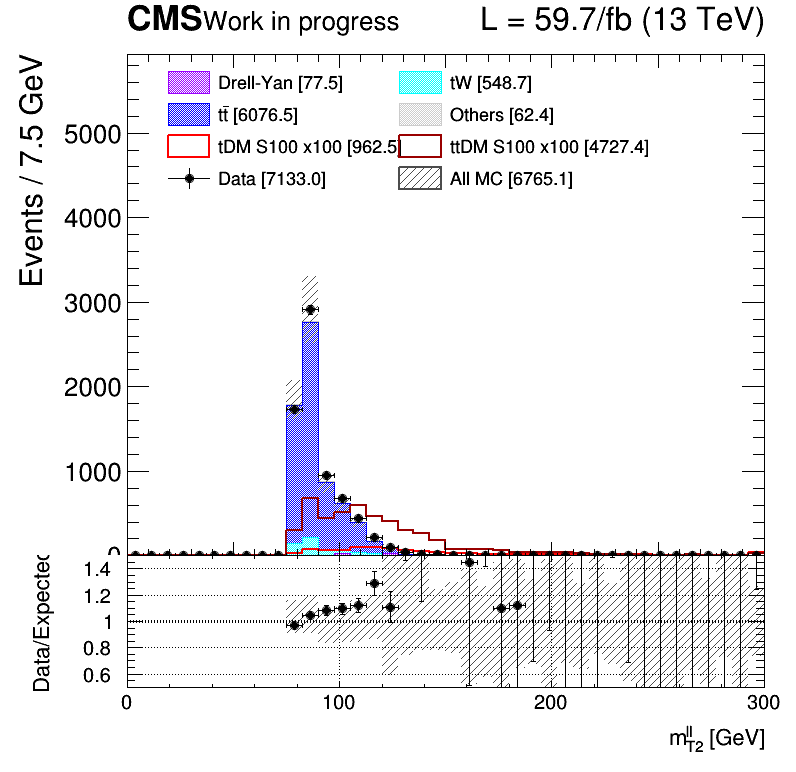 CMS Work in progress L = 59.7/fb (13 TeV)
Events / 7.5 GeV
Drell-Yan [77.5] tW [548.7]
tt̄ [6076.5] Others [62.4]
tDM S100 x100 [962.5] ttDM S100 x100 [4727.4]
Data [7133.0] All MC [6765.1]
5000
4000
3000
2000
1000
0
Data/Expected
1.4
1.2
1
0.8
0.6
0 100 200 300
m^{ll}_{T2} [GeV]